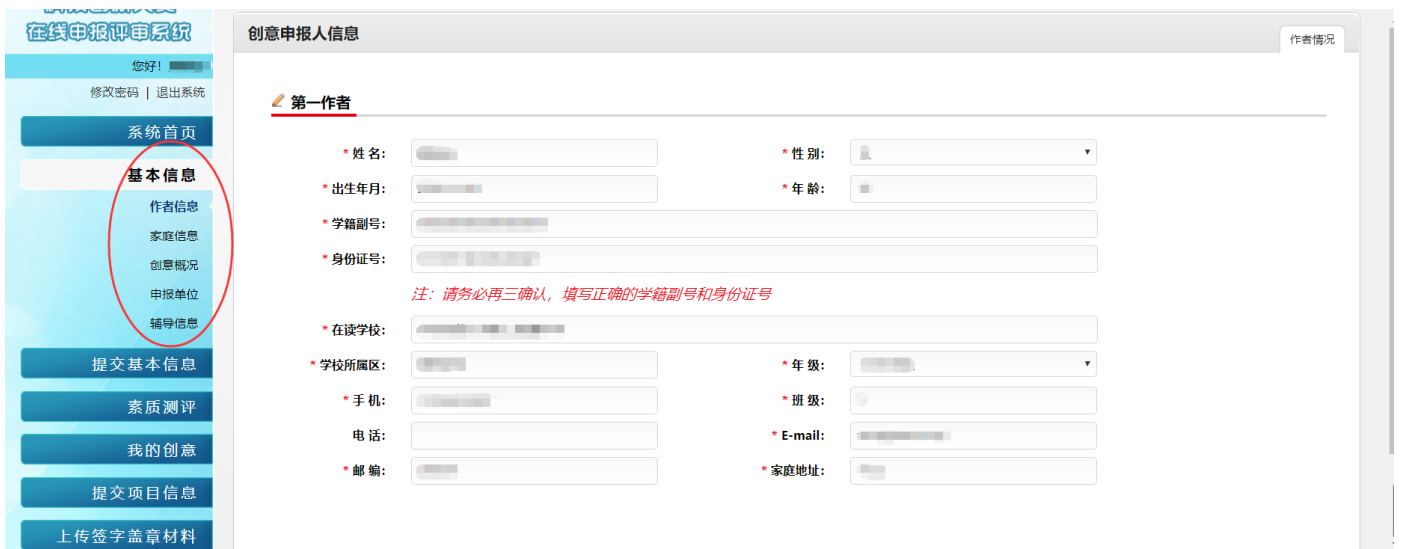 在线申报评审系统
您好！
修改密码 | 退出系统
系统首页
基本信息
作者信息
家庭信息
创意概况
申报单位
辅导信息
提交基本信息
素质测评
我的创意
提交项目信息
上传签字盖章材料
创意申报人信息
作者情况
第一作者
* 姓 名：
* 性 别：
* 出生年月：
* 年 龄：
* 学籍副号：
* 身份证号：
注：请务必再三确认，填写正确的学籍副号和身份证号
* 在读学校：
* 学校所属区：
* 年 级：
* 手 机：
* 班 级：
电 话：
* E-mail：
* 邮 编：
* 家庭地址：